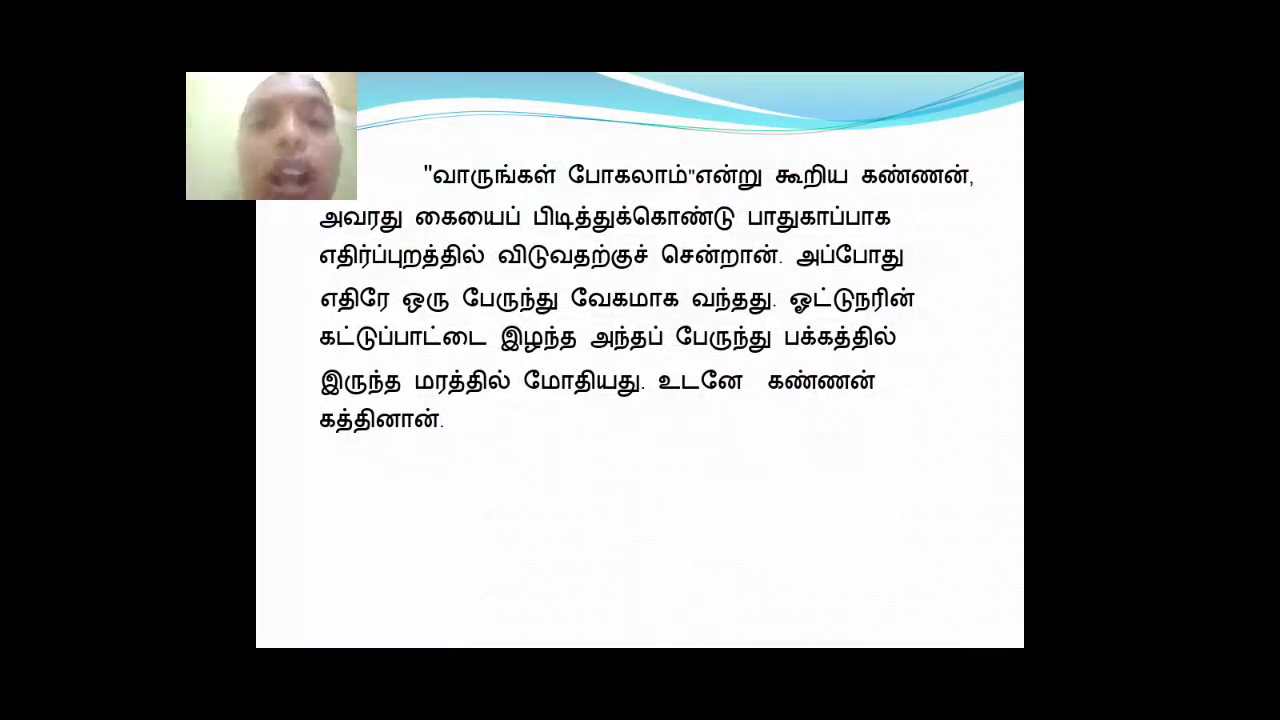 "வாருங்கள் போகலாம்"என்று கூறிய கண்ணன்,
அவரது கையைப் பிடித்துக்கொண்டு பாதுகாப்பாக
எதிர்ப்புறத்தில் விடுவதற்குச் சென்றான். அப்போது
எதிரே ஒரு பேருந்து வேகமாக வந்தது. ஓட்டுநரின்
கட்டுப்பாட்டை இழந்த அந்தப் பேருந்து பக்கத்தில்
இருந்த மரத்தில் மோதியது. உடனே கண்ணன்
கத்தினான்.